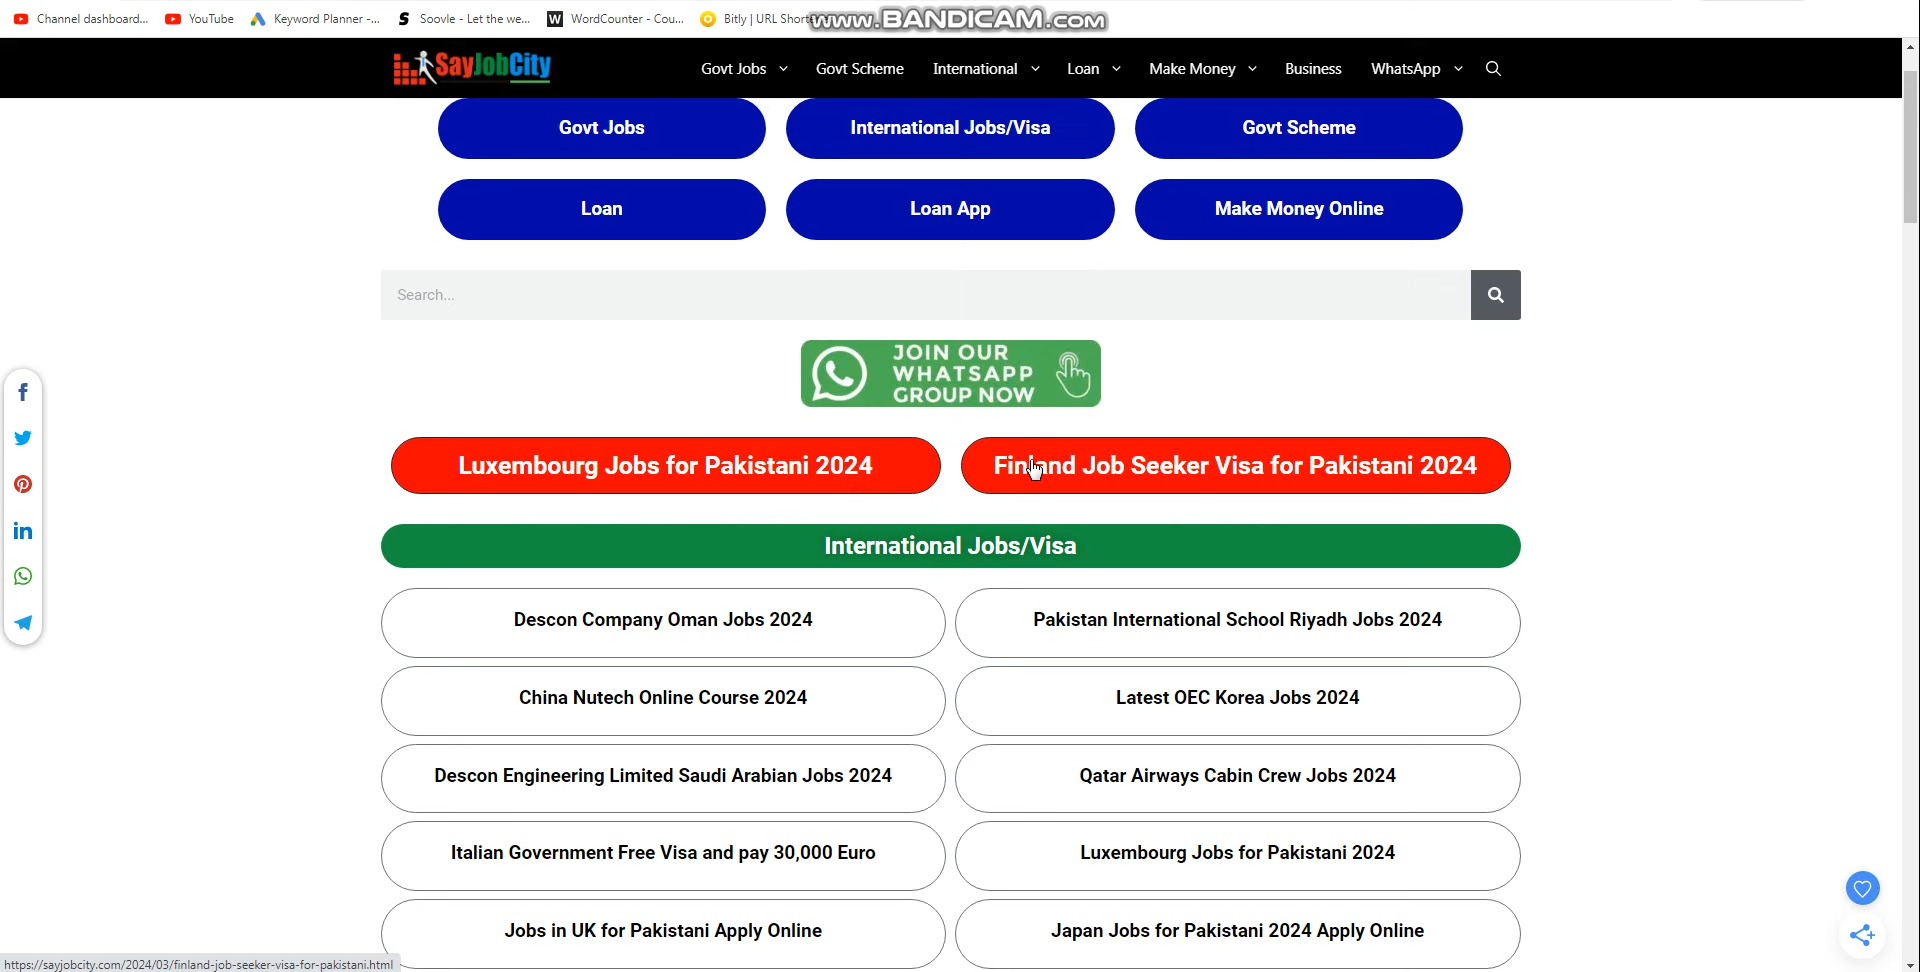 Channel dashboard...
YouTube
Keyword Planner -...
Soovle - Let the we...
WordCounter - Cou...
Bitly | URL Shor
www.BANDICAM.com
SayJobCity
Govt Jobs
Govt Scheme
International
Loan
Make Money
Business
WhatsApp
Govt Jobs
International Jobs/Visa
Govt Scheme
Loan
Loan App
Make Money Online
Search...
JOIN OUR
WHATSAPP
GROUP NOW
Luxembourg Jobs for Pakistani 2024
Finland Job Seeker Visa for Pakistani 2024
International Jobs/Visa
Descon Company Oman Jobs 2024
Pakistan International School Riyadh Jobs 2024
China Nutech Online Course 2024
Latest OEC Korea Jobs 2024
Descon Engineering Limited Saudi Arabian Jobs 2024
Qatar Airways Cabin Crew Jobs 2024
Italian Government Free Visa and pay 30,000 Euro
Luxembourg Jobs for Pakistani 2024
Jobs in UK for Pakistani Apply Online
Japan Jobs for Pakistani 2024 Apply Online
https://sayjobcity.com/2024/03/finland-job-seeker-visa-for-pakistani.html